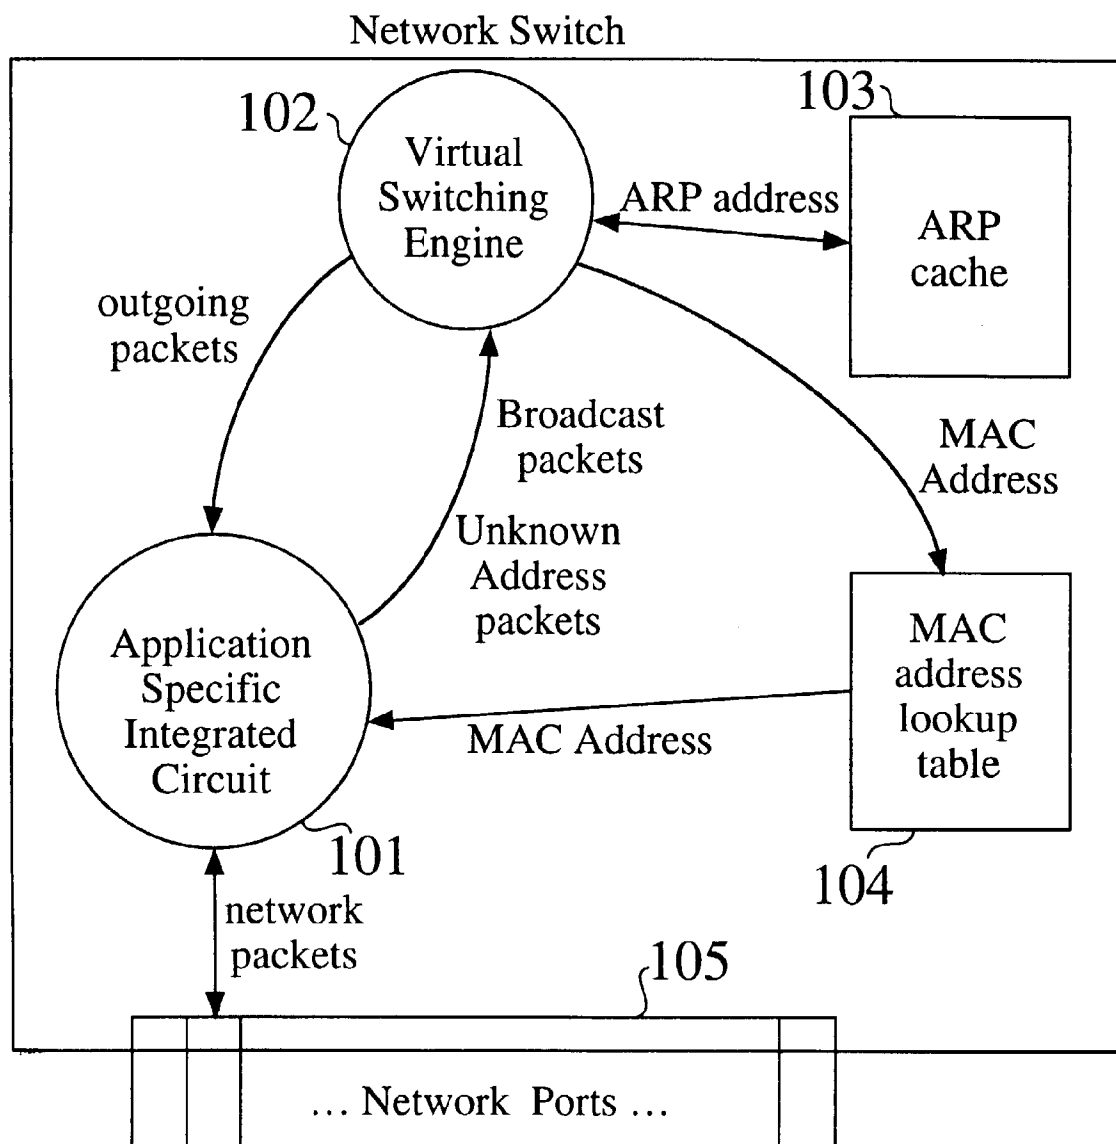 Network Switch
102
103
Virtual
Switching
Engine
ARP address
ARP
cache
outgoing
packets
Broadcast
packets
MAC
Address
Unknown
Address
packets
Application
Specific
Integrated
Circuit
MAC
address
lookup
table
MAC Address
101
104
network
packets
105
... Network Ports ...